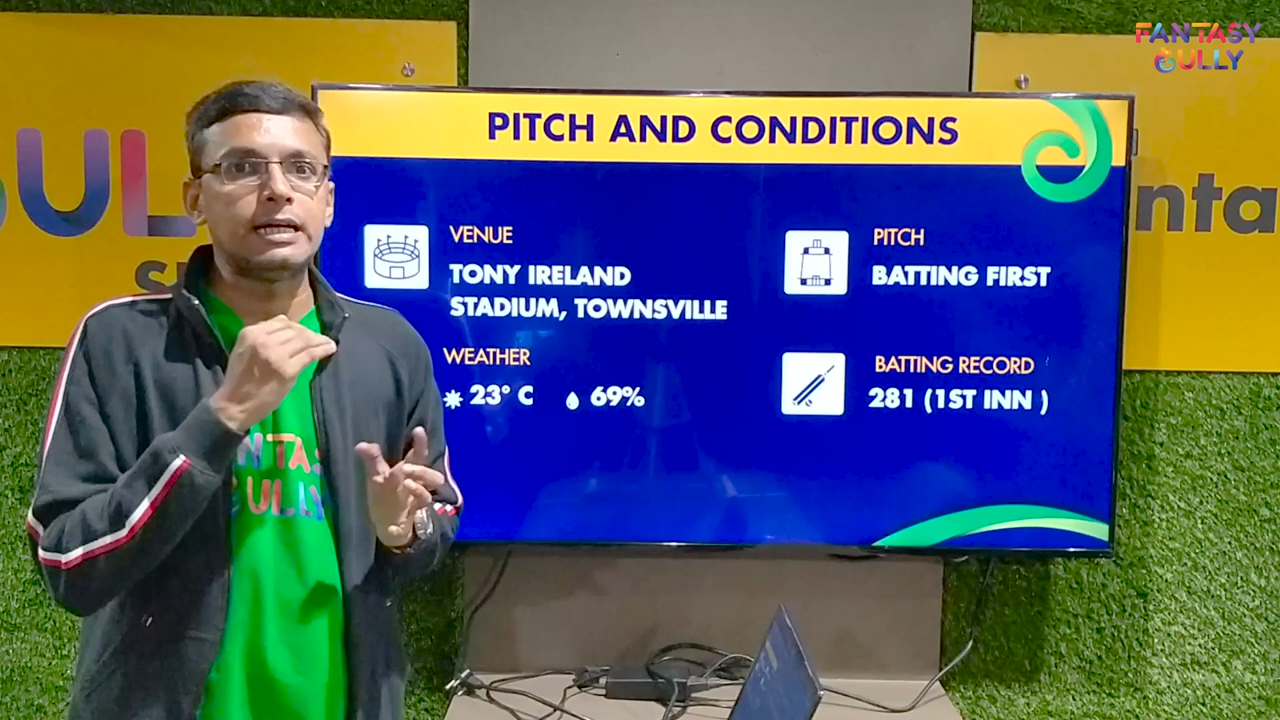 FANTASY
GULLY
PITCH AND CONDITIONS
VENUE
TONY IRELAND
STADIUM, TOWNSVILLE
WEATHER
23° C 69%
PITCH
BATTING FIRST
BATTING RECORD
281 (1ST INN )